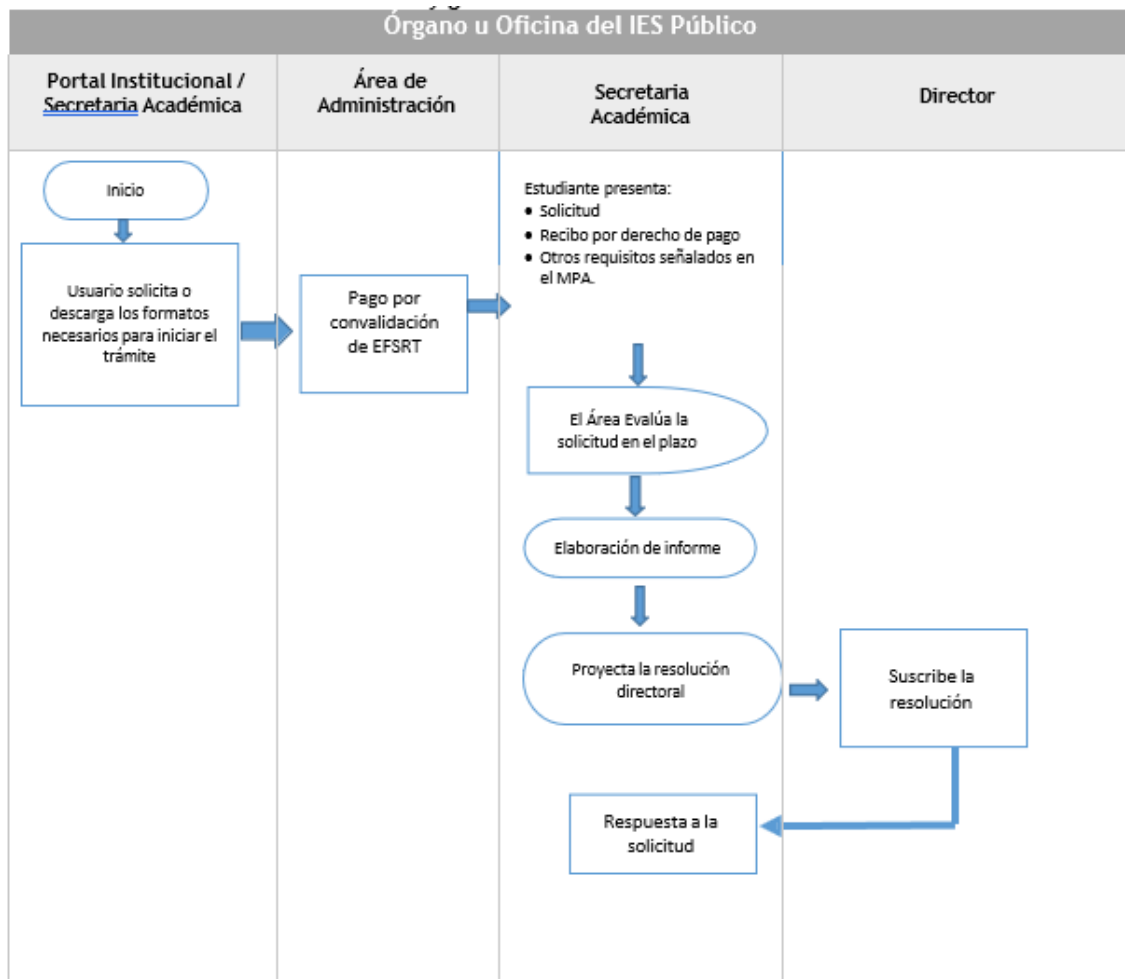 Órgano u Oficina del IES Público
Portal Institucional /
Secretaria Académica
Área de
Administración
Secretaria
Académica
Director
Inicio
Usuario solicita o
descarga los formatos
necesarios para iniciar el
trámite
Pago por
convalidación
de EFSRT
Estudiante presenta:
• Solicitud
• Recibo por derecho de pago
• Otros requisitos señalados en
el MPA.
El Área Evalúa la
solicitud en el plazo
Elaboración de informe
Proyecta la resolución
directoral
Suscribe la
resolución
Respuesta a la
solicitud